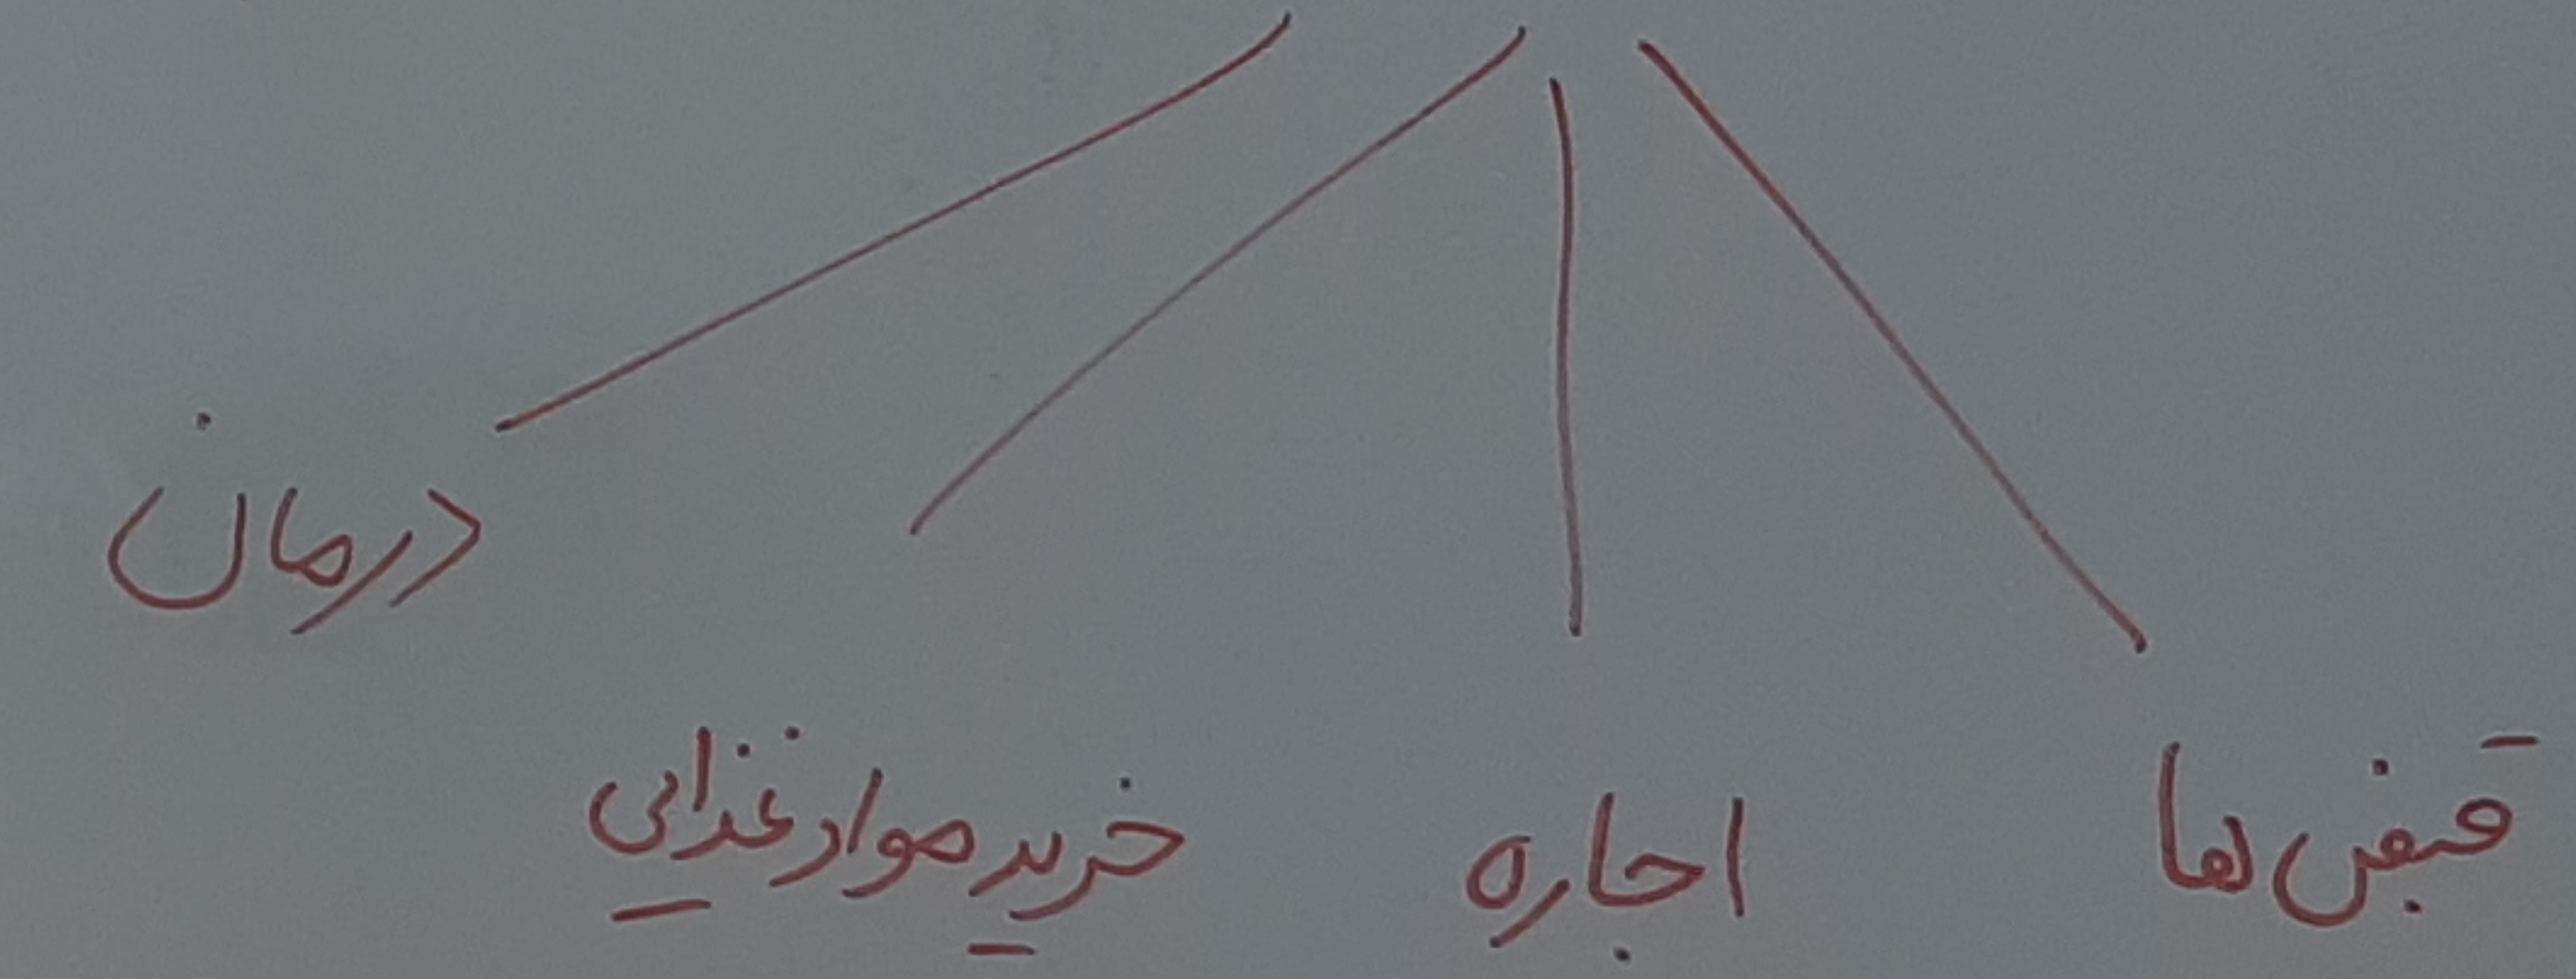 قبض ها
اجاره
خرید مواد غذایی
درمان